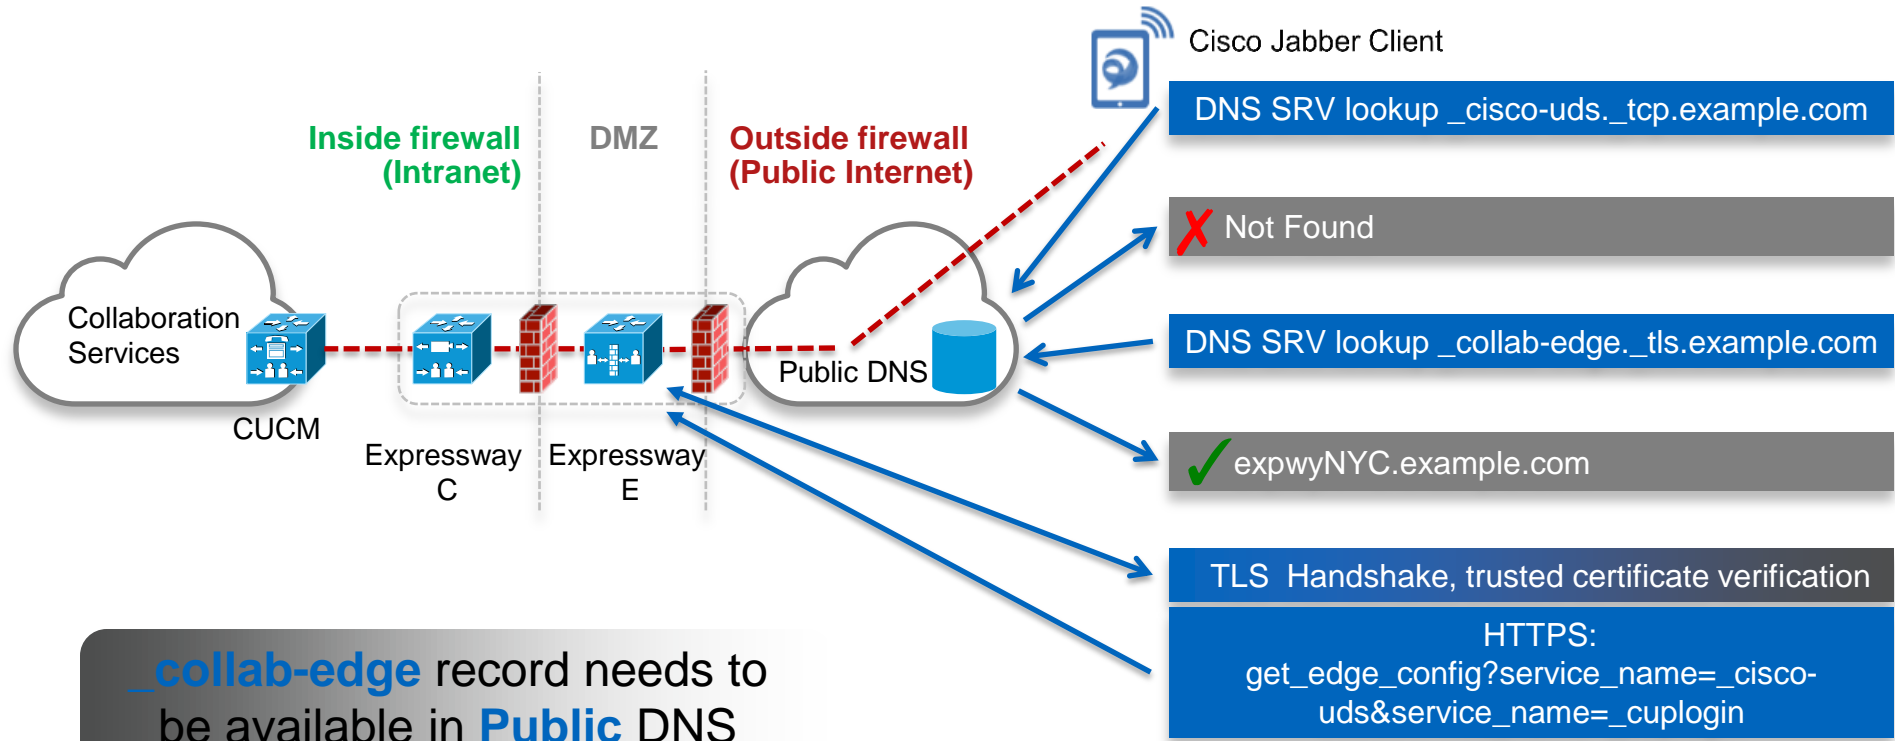 Cisco Jabber Client
DNS SRV lookup _cisco-uds._tcp.example.com
Inside firewall
(Intranet)
DMZ
Outside firewall
(Public Internet)
Not Found
Collaboration
Services
DNS SRV lookup _collab-edge._tls.example.com
Public DNS
CUCM
Expressway
C
Expressway
E
expwyNYC.example.com
TLS  Handshake, trusted certificate verification
HTTPS:
get_edge_config?service_name=_cisco-
uds&service_name=_cuplogin
_collab-edge record needs to
be available in Public DNS